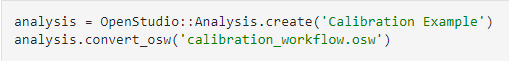 analysis = OpenStudio::Analysis.create('Calibration Example')
analysis.convert_osw('calibration_workflow.osw')